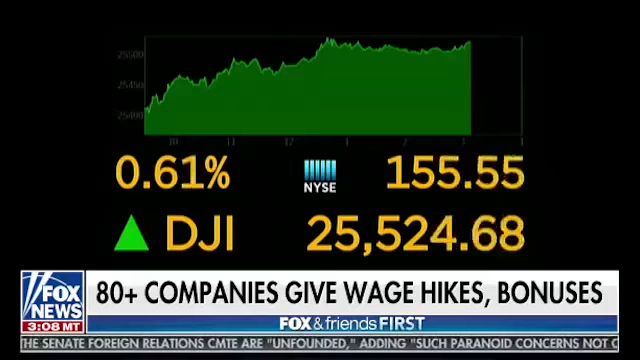 25500
25450
25400
10 11 12 1 2 3 4
0.61% NYSE 155.55
DJI 25,524.68
FOX NEWS
3:08 MT
80+ COMPANIES GIVE WAGE HIKES, BONUSES
FOX & friends FIRST
THE SENATE FOREIGN RELATIONS CMTE ARE "UNFOUNDED," ADDING "SUCH PARANOID CONCERNS NOT C